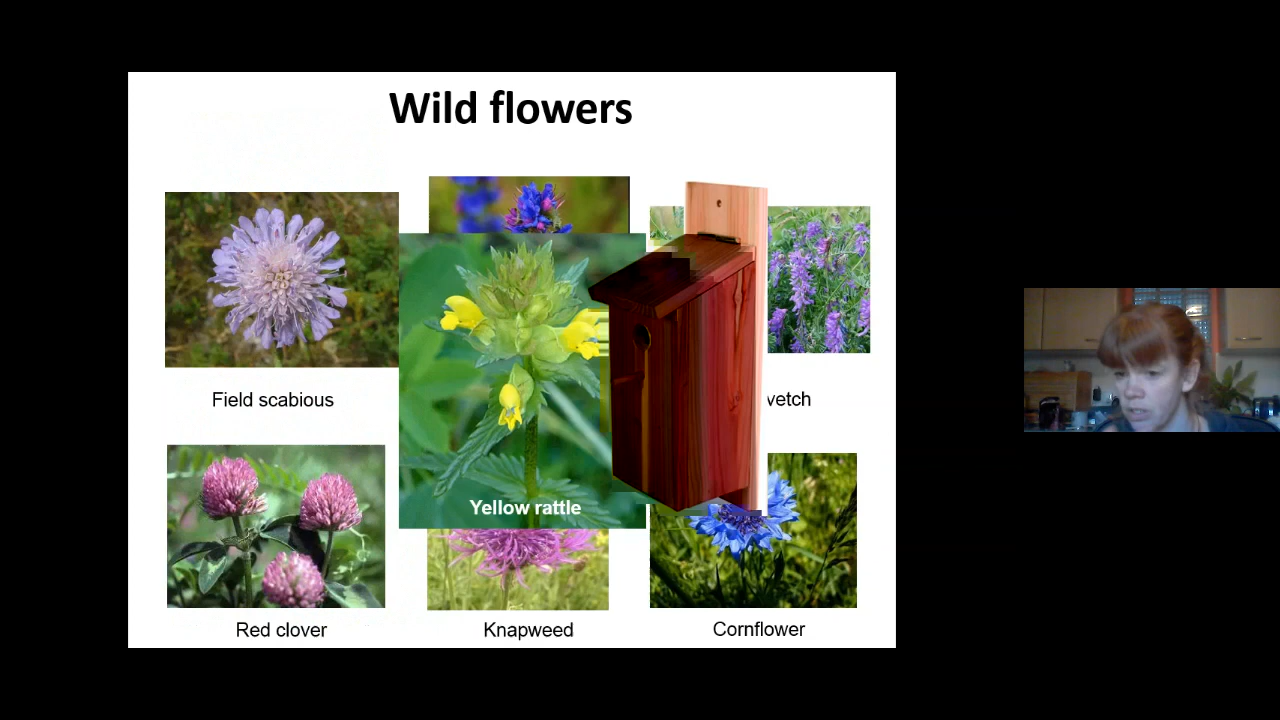 Wild flowers
Field scabious
vetch
Yellow rattle
Red clover
Knapweed
Cornflower